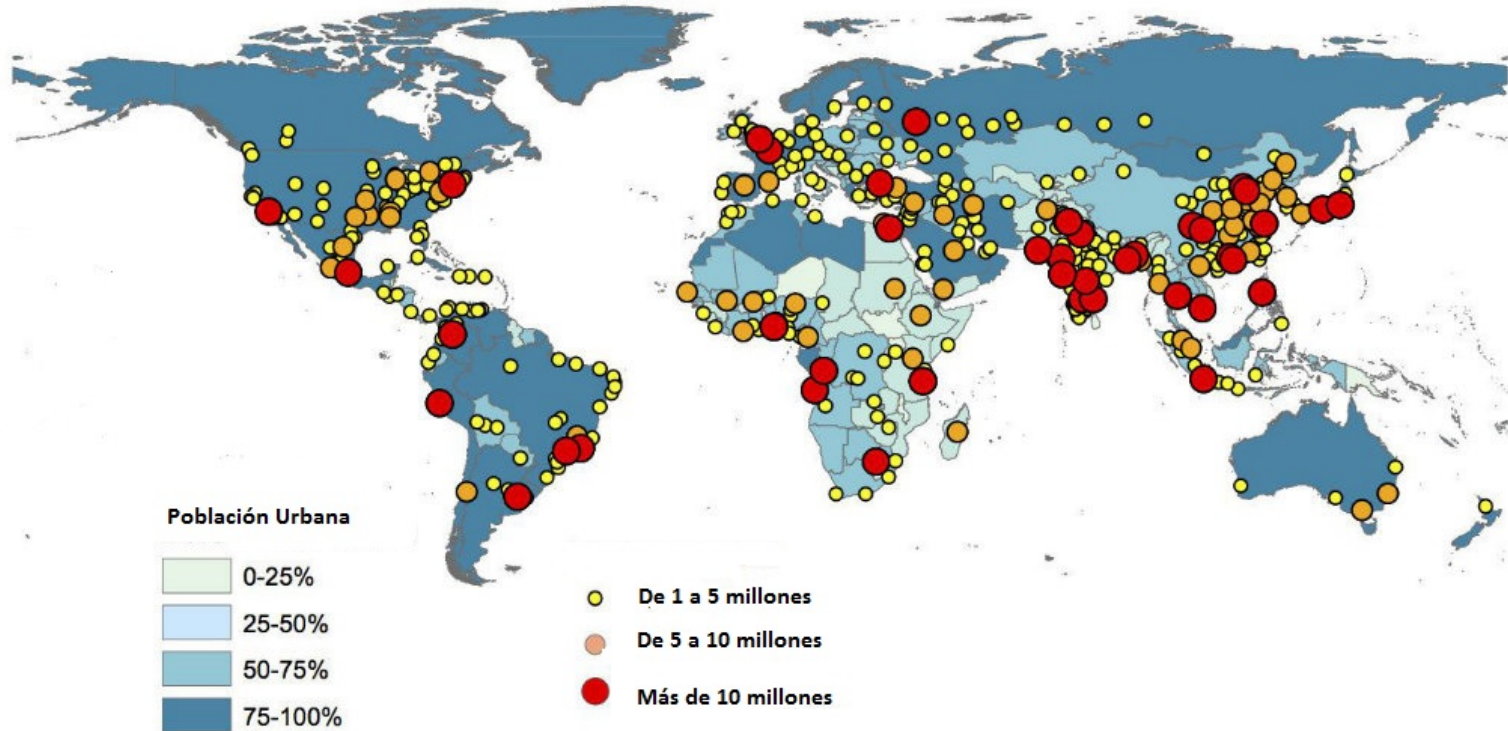 Población Urbana
0-25%
25-50%
50-75%
75-100%
De 1 a 5 millones
De 5 a 10 millones
Más de 10 millones